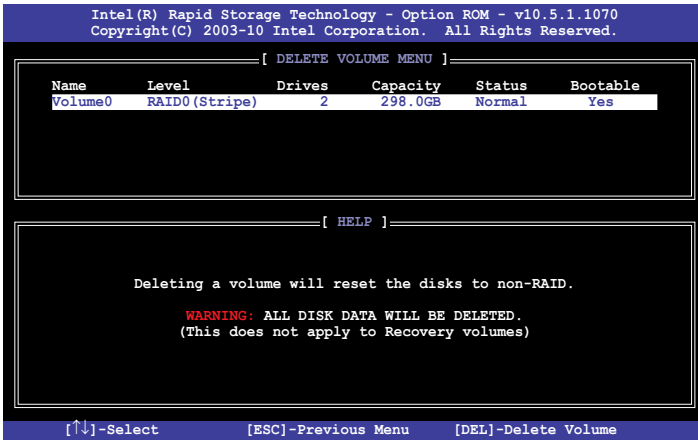 Intel(R) Rapid Storage Technology - Option ROM - v10.5.1.1070
Copyright(C) 2003-10 Intel Corporation. All Rights Reserved.
[ DELETE VOLUME MENU ]
Name Level Drives Capacity Status Bootable
Volume0 RAID0(Stripe) 2 298.0GB Normal Yes
[ HELP ]
Deleting a volume will reset the disks to non-RAID.
WARNING: ALL DISK DATA WILL BE DELETED.
(This does not apply to Recovery volumes)
[↑↓]-Select [ESC]-Previous Menu [DEL]-Delete Volume